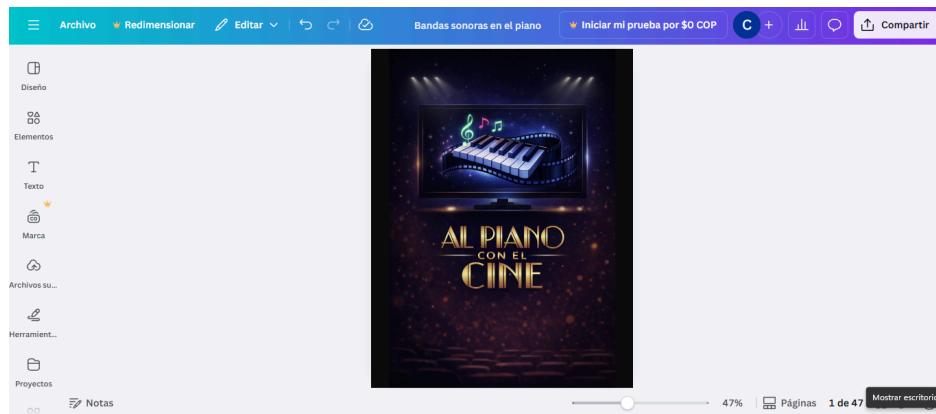 Archivo
Redimensionar
Editar
Bandas sonoras en el piano
Iniciar mi prueba por $0 COP
C
+
Compartir
Diseño
Elementos
T
Texto
CO
Marca
Archivos su...
Herramient...
Proyectos
AL PIANO
CON EL
CINE
Notas
47%
Páginas
1 de 47
Mostrar escritorio